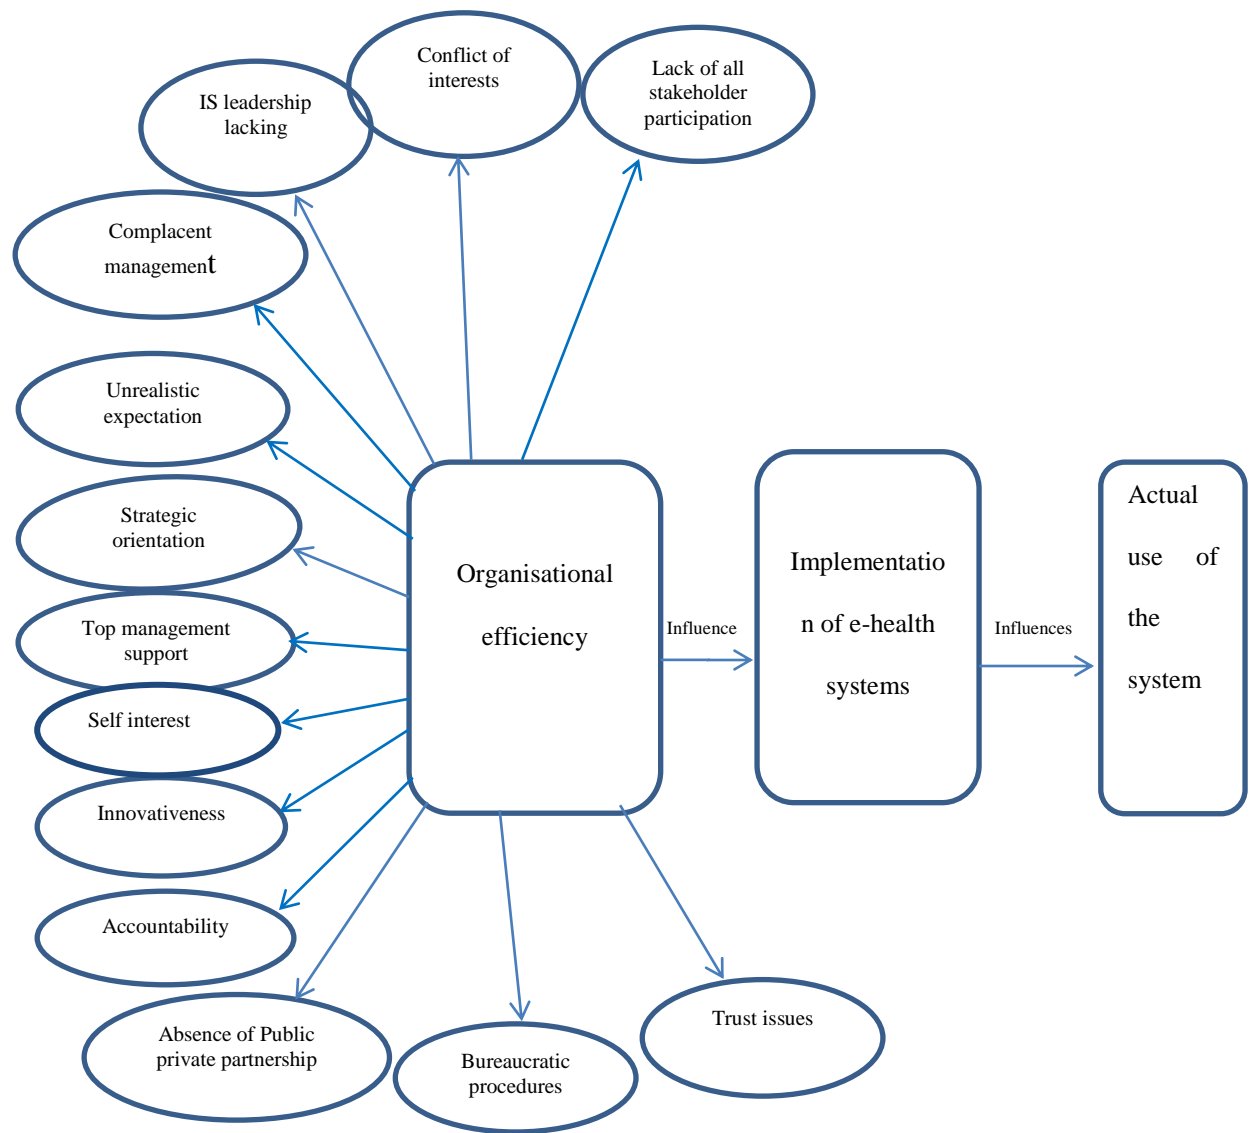 Conflict of
interests
Lack of all
stakeholder
participation
IS leadership
lacking
Complacent
management
Unrealistic
expectation
Strategic
orientation
Top management
support
Self interest
Innovativeness
Accountability
Absence of Public
private partnership
Bureaucratic
procedures
Trust issues
Organisational
efficiency
Influence
Implementatio
n of e-health
systems
Influences
Actual
use of
the
system